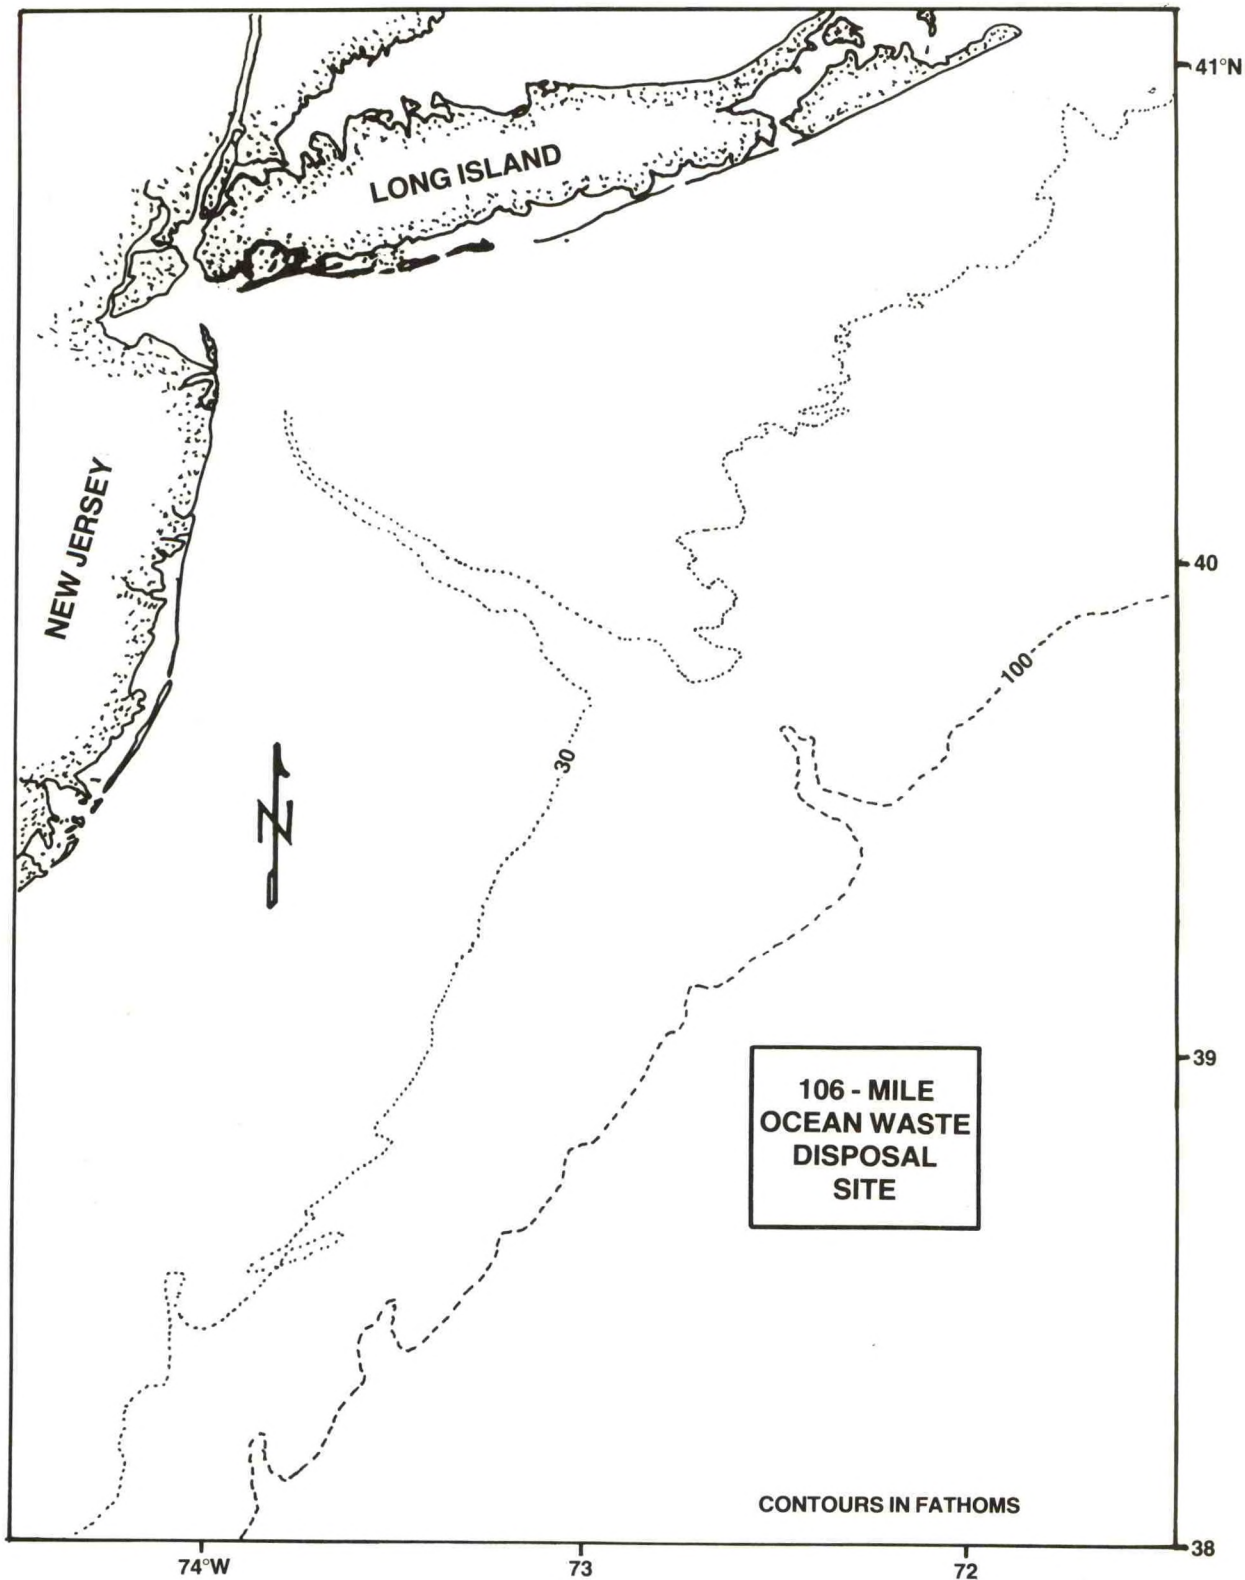 41°N
LONG ISLAND
NEW JERSEY
40
100
30
N
39
106 - MILE
OCEAN WASTE
DISPOSAL
SITE
CONTOURS IN FATHOMS
38
74°W
73
72